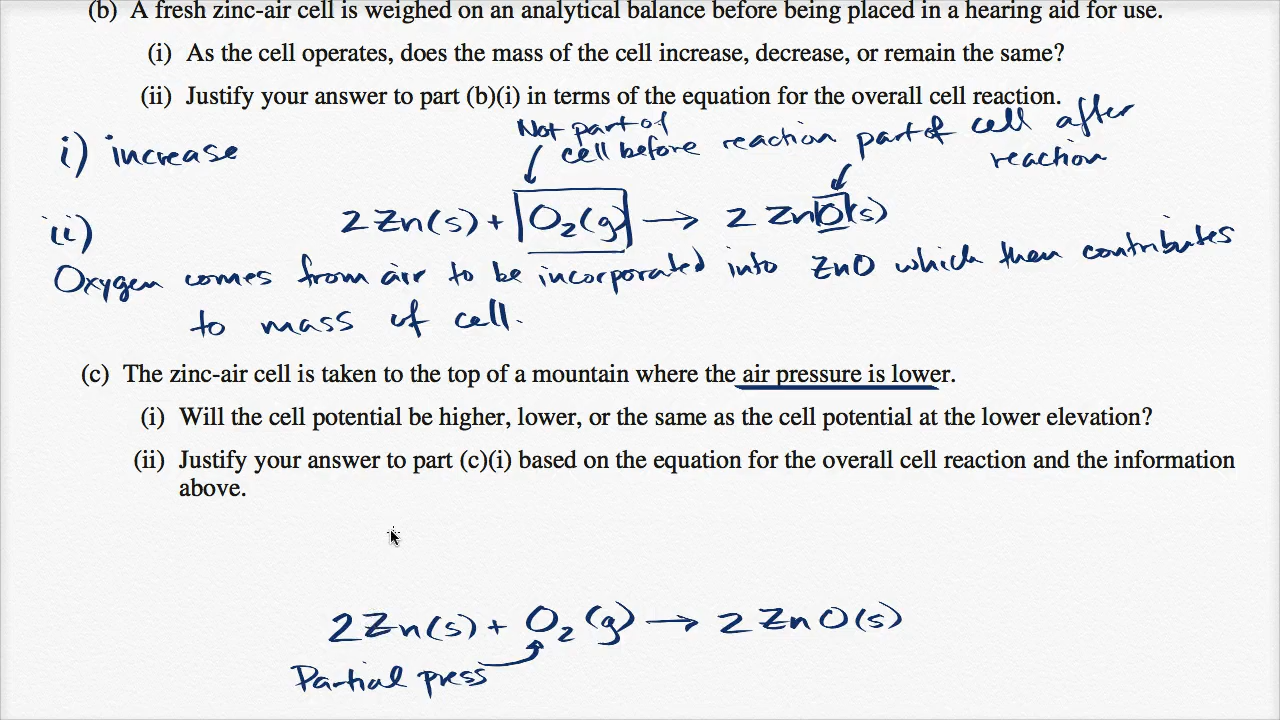 (b) A fresh zinc-air cell is weighed on an analytical balance before being placed in a hearing aid for use.
(i) As the cell operates, does the mass of the cell increase, decrease, or remain the same?
(ii) Justify your answer to part (b)(i) in terms of the equation for the overall cell reaction.
Not part of cell before reaction
part of cell after reaction
i) increase
ii) 2 Zn(s) + O₂(g) → 2 ZnO(s)
Oxygen comes from air to be incorporated into ZnO which then contributes
to mass of cell.
(c) The zinc-air cell is taken to the top of a mountain where the air pressure is lower.
(i) Will the cell potential be higher, lower, or the same as the cell potential at the lower elevation?
(ii) Justify your answer to part (c)(i) based on the equation for the overall cell reaction and the information
above.
2Zn(s) + O₂(g) → 2 ZnO(s)
Partial press